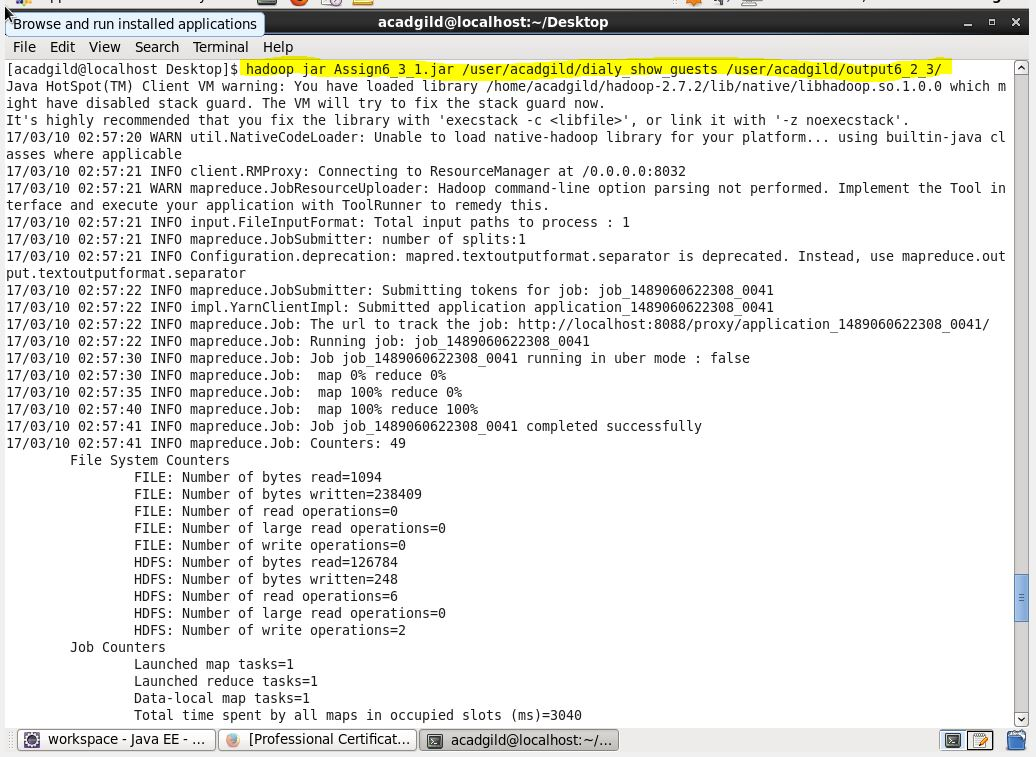 Browse and run installed applications
acadgild@localhost:~/Desktop
File Edit View Search Terminal Help
[acadgild@localhost Desktop]$ hadoop jar Assign6_3_1.jar /user/acadgild/dialy_show_guests /user/acadgild/output6_2_3/
Java HotSpot(TM) Client VM warning: You have loaded library /home/acadgild/hadoop-2.7.2/lib/native/libhadoop.so.1.0.0 which m
ight have disabled stack guard. The VM will try to fix the stack guard now.
It's highly recommended that you fix the library with 'execstack -c <libfile>', or link it with '-z noexecstack'.
17/03/10 02:57:20 WARN util.NativeCodeLoader: Unable to load native-hadoop library for your platform... using builtin-java cl
asses where applicable
17/03/10 02:57:21 INFO client.RMProxy: Connecting to ResourceManager at /0.0.0.0:8032
17/03/10 02:57:21 WARN mapreduce.JobResourceUploader: Hadoop command-line option parsing not performed. Implement the Tool in
terface and execute your application with ToolRunner to remedy this.
17/03/10 02:57:21 INFO input.FileInputFormat: Total input paths to process : 1
17/03/10 02:57:21 INFO mapreduce.JobSubmitter: number of splits:1
17/03/10 02:57:21 INFO Configuration.deprecation: mapred.textoutputformat.separator is deprecated. Instead, use mapreduce.out
put.textoutputformat.separator
17/03/10 02:57:22 INFO mapreduce.JobSubmitter: Submitting tokens for job: job_1489060622308_0041
17/03/10 02:57:22 INFO impl.YarnClientImpl: Submitted application application_1489060622308_0041
17/03/10 02:57:22 INFO mapreduce.Job: The url to track the job: http://localhost:8088/proxy/application_1489060622308_0041/
17/03/10 02:57:22 INFO mapreduce.Job: Running job: job_1489060622308_0041
17/03/10 02:57:30 INFO mapreduce.Job: Job job_1489060622308_0041 running in uber mode : false
17/03/10 02:57:30 INFO mapreduce.Job:  map 0% reduce 0%
17/03/10 02:57:35 INFO mapreduce.Job:  map 100% reduce 0%
17/03/10 02:57:40 INFO mapreduce.Job:  map 100% reduce 100%
17/03/10 02:57:41 INFO mapreduce.Job: Job job_1489060622308_0041 completed successfully
17/03/10 02:57:41 INFO mapreduce.Job: Counters: 49
File System Counters
FILE: Number of bytes read=1094
FILE: Number of bytes written=238409
FILE: Number of read operations=0
FILE: Number of large read operations=0
FILE: Number of write operations=0
HDFS: Number of bytes read=126784
HDFS: Number of bytes written=248
HDFS: Number of read operations=6
HDFS: Number of large read operations=0
HDFS: Number of write operations=2
Job Counters
Launched map tasks=1
Launched reduce tasks=1
Data-local map tasks=1
Total time spent by all maps in occupied slots (ms)=3040
workspace - Java EE - ... [Professional Certificat... acadgild@localhost:~/...